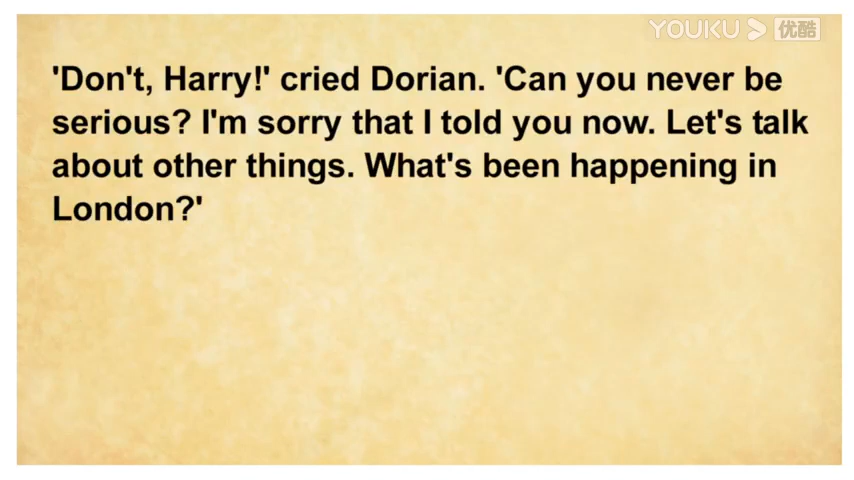 YOUKU 优酷
'Don't, Harry!' cried Dorian. 'Can you never be
serious? I'm sorry that I told you now. Let's talk
about other things. What's been happening in
London?'